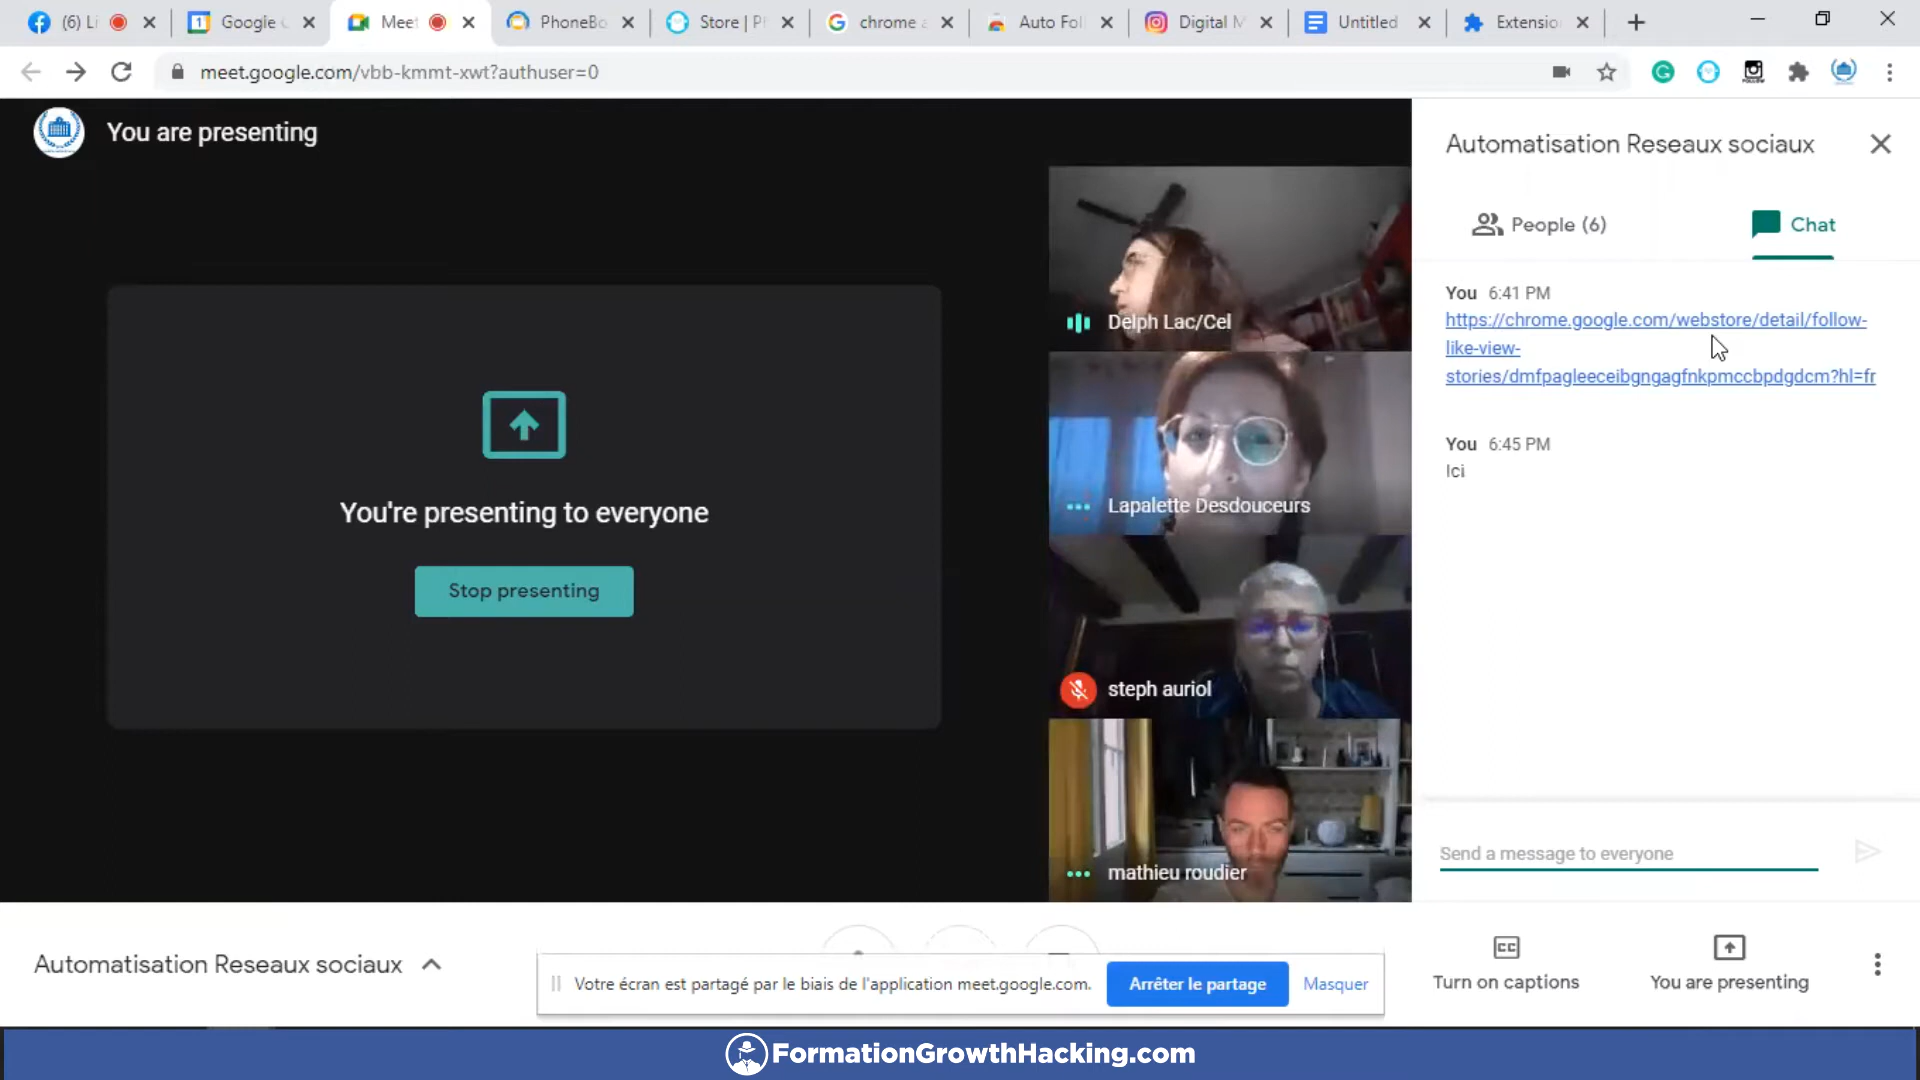 (6) Li
Google C
Meet
PhoneBo
Store | P
chrome a
Auto Fol
Digital M
Untitled
Extension
meet.google.com/vbb-kmmt-xwt?authuser=0
You are presenting
You're presenting to everyone
Stop presenting
Delph Lac/Cel
Lapalette Desdouceurs
steph auriol
mathieu roudier
Automatisation Reseaux sociaux
People (6)
Chat
You 6:41 PM
https://chrome.google.com/webstore/detail/follow-
like-view-
stories/dmfpagleeceibgngagfnkpmccbpdgdcm?hl=fr
You 6:45 PM
Ici
Send a message to everyone
Automatisation Reseaux sociaux
Votre écran est partagé par le biais de l'application meet.google.com.
Arrêter le partage
Masquer
Turn on captions
You are presenting
FormationGrowthHacking.com